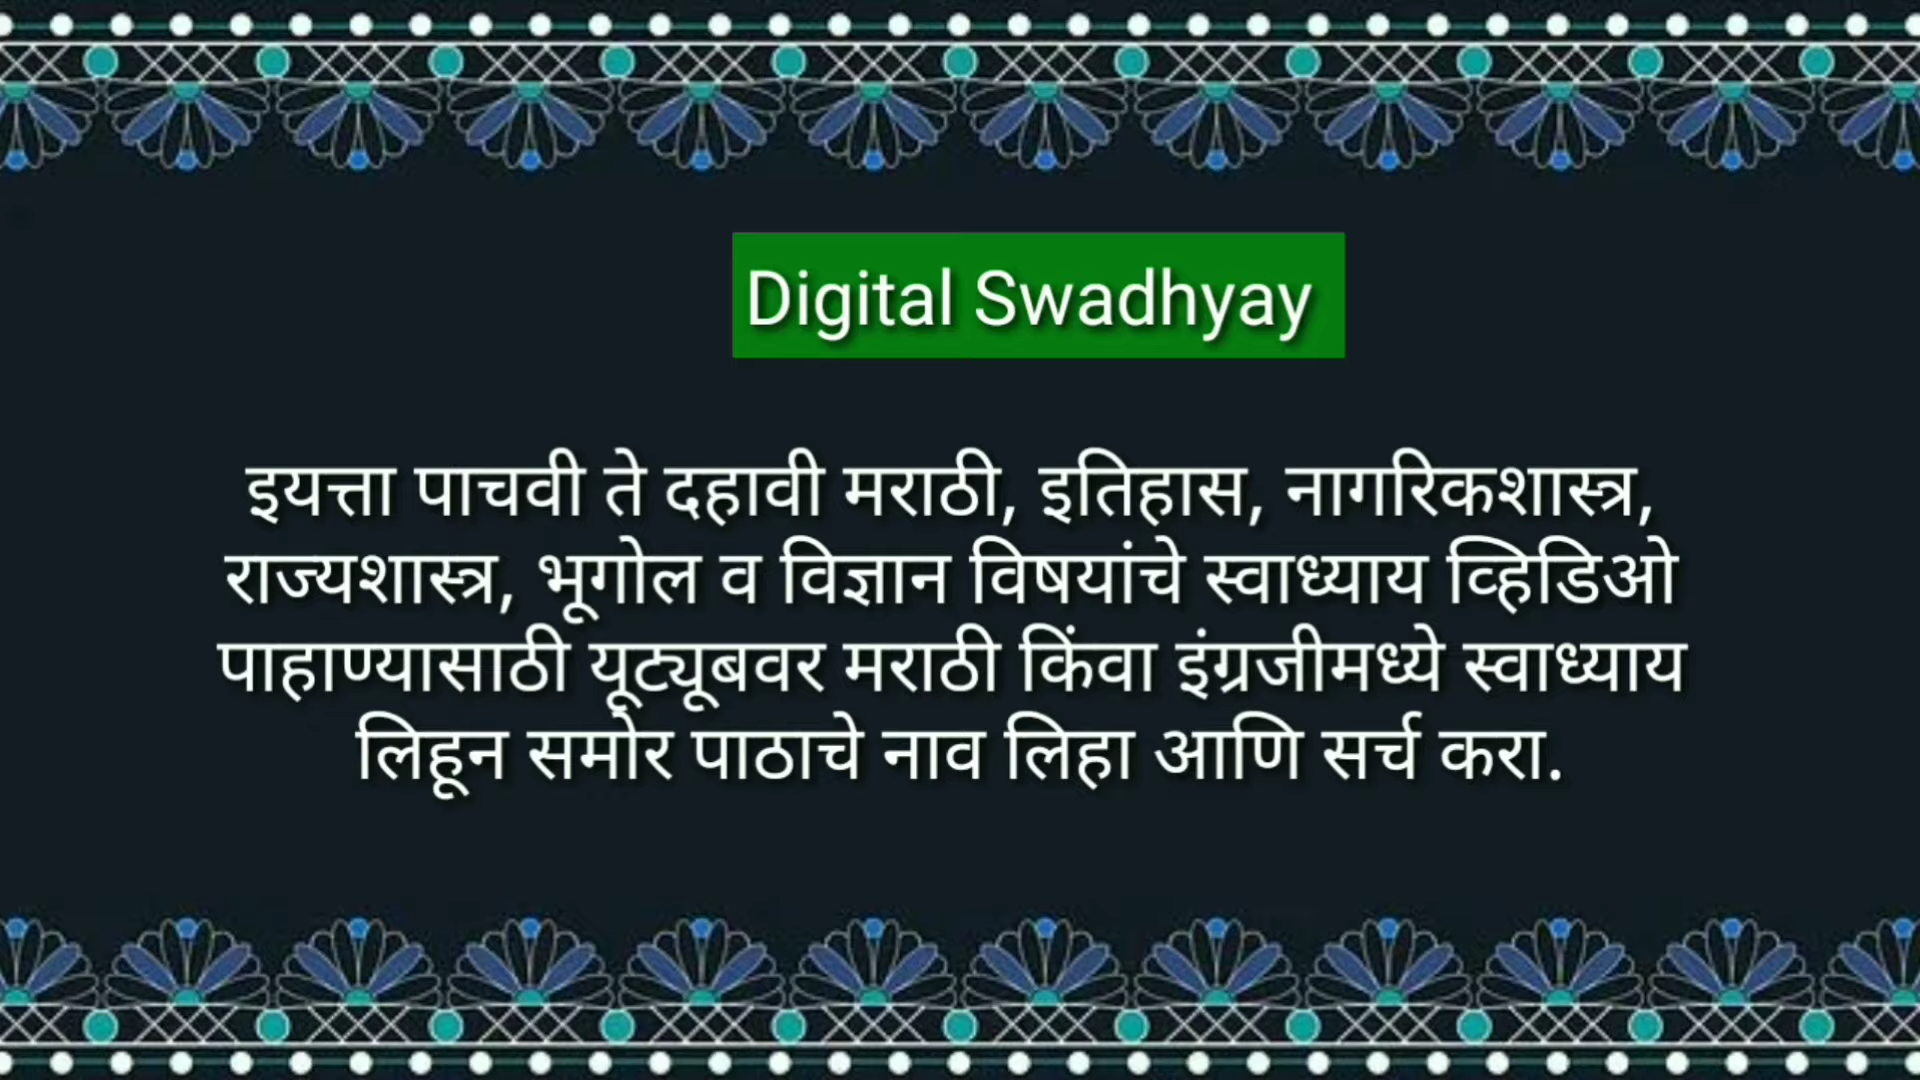 Digital Swadhyay
इयत्ता पाचवी ते दहावी मराठी, इतिहास, नागरिकशास्त्र,
राज्यशास्त्र, भूगोल व विज्ञान विषयांचे स्वाध्याय व्हिडिओ
पाहाण्यासाठी यूट्यूबवर मराठी किंवा इंग्रजीमध्ये स्वाध्याय
लिहून समोर पाठाचे नाव लिहा आणि सर्च करा.